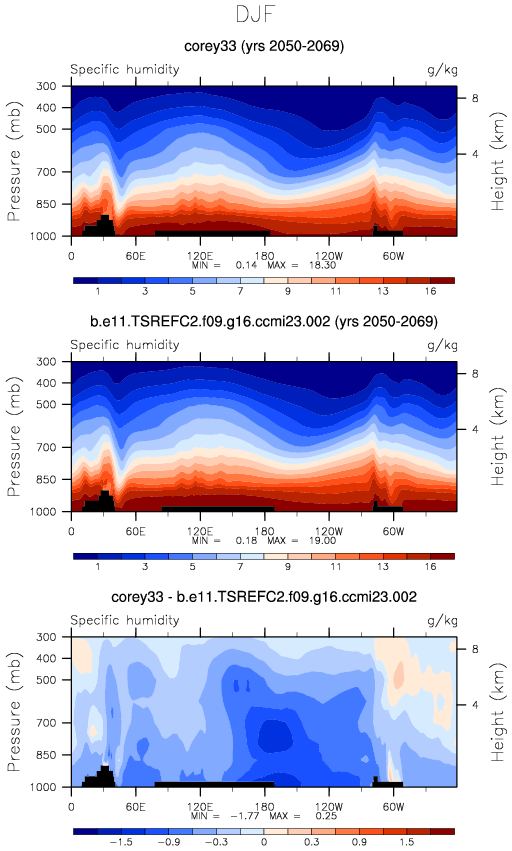 DJF
corey33 (yrs 2050-2069)
Specific humidity g/kg
300
400
500
700
850
1000
Pressure (mb)
8
4
Height (km)
0 60E 120E 180 120W 60W
MIN = 0.14 MAX = 18.30
1 3 5 7 9 11 13 16
b.e11.TSREFC2.f09.g16.ccmi23.002 (yrs 2050-2069)
Specific humidity g/kg
300
400
500
700
850
1000
Pressure (mb)
8
4
Height (km)
0 60E 120E 180 120W 60W
MIN = 0.18 MAX = 19.00
1 3 5 7 9 11 13 16
corey33 - b.e11.TSREFC2.f09.g16.ccmi23.002
Specific humidity g/kg
300
400
500
700
850
1000
Pressure (mb)
8
4
Height (km)
0 60E 120E 180 120W 60W
MIN = −1.77 MAX = 0.25
−1.5 −0.9 −0.3 0 0.3 0.9 1.5